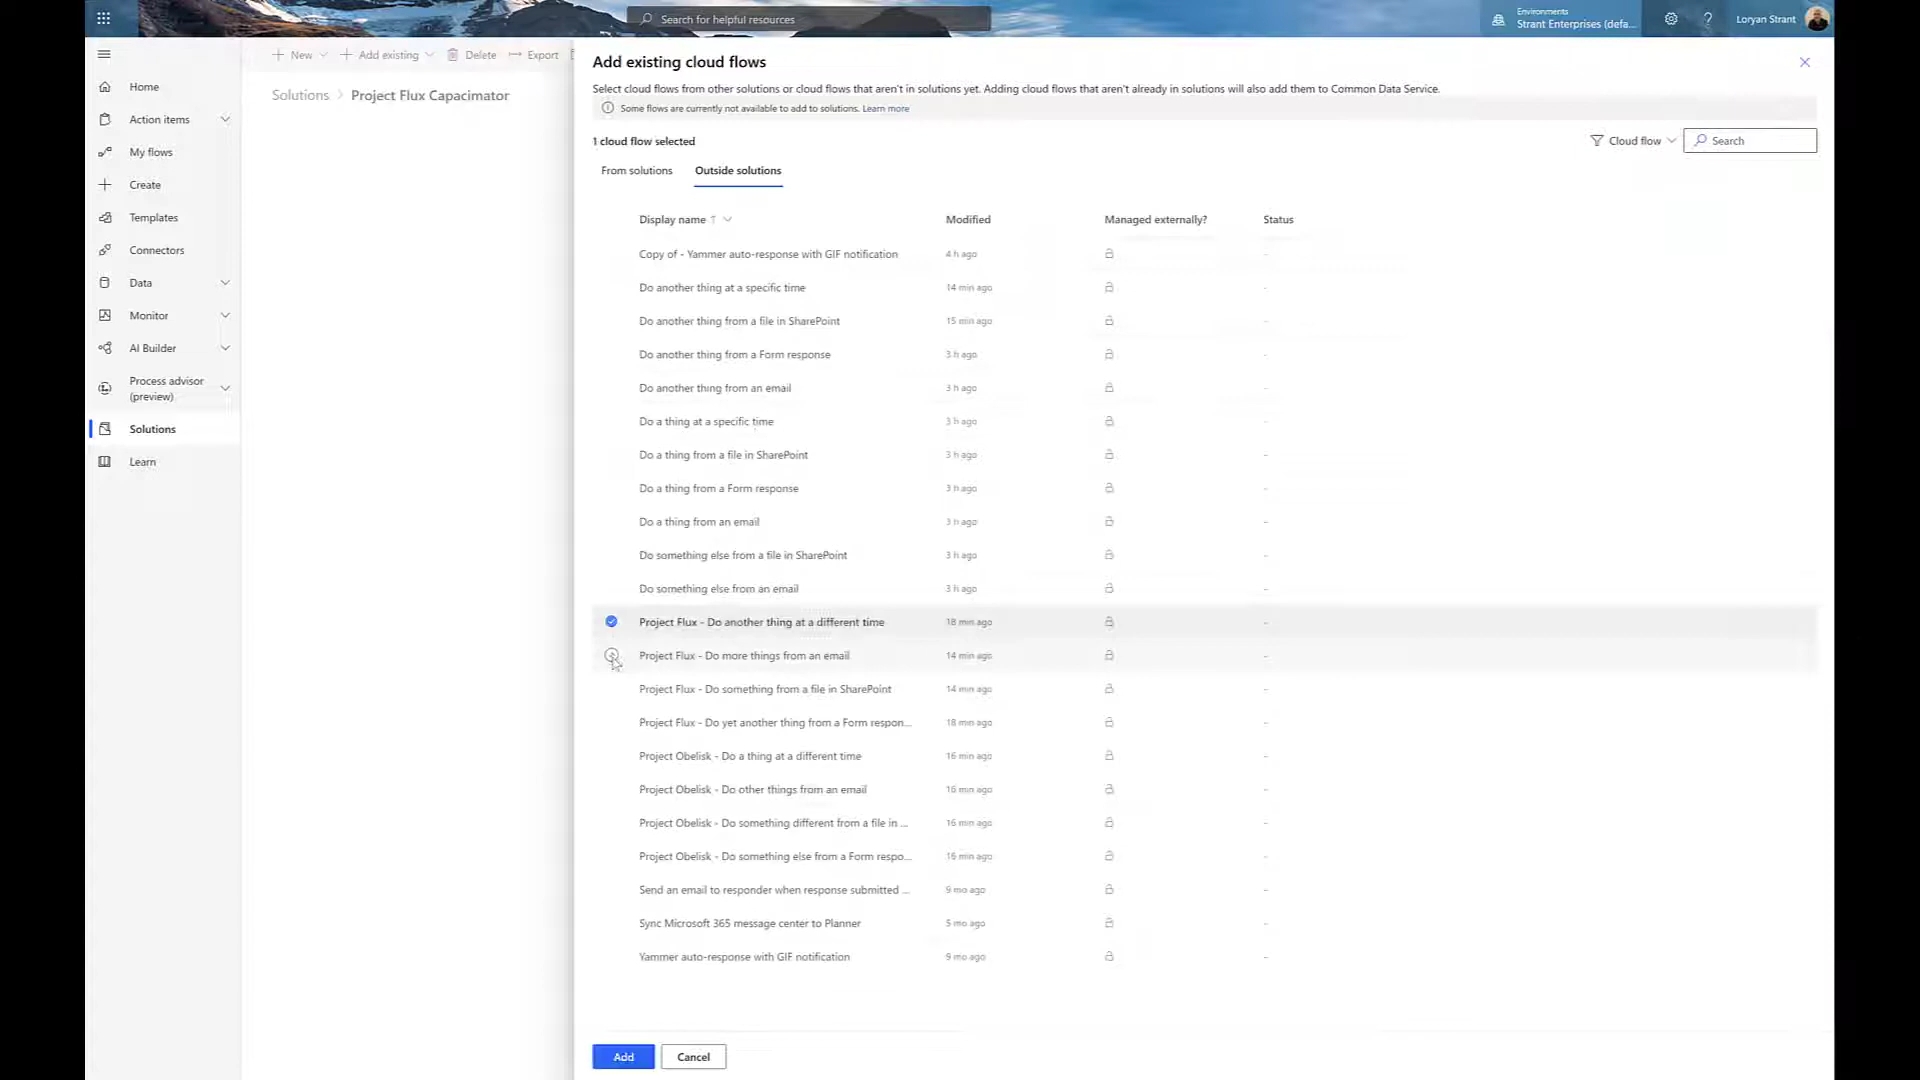 Search for helpful resources
Environments
Strant Enterprises (defa...
?
Loryan Strant
New
Add existing
Delete
Export
Home
Action items
My flows
Create
Templates
Connectors
Data
Monitor
AI Builder
Process advisor
(preview)
Solutions
Learn
Solutions > Project Flux Capacimator
Add existing cloud flows
Select cloud flows from other solutions or cloud flows that aren't in solutions yet. Adding cloud flows that aren't already in solutions will also add them to Common Data Service.
Some flows are currently not available to add to solutions. Learn more
1 cloud flow selected
Cloud flow
Search
From solutions
Outside solutions
Display name ↑ Modified Managed externally? Status
Copy of - Yammer auto-response with GIF notification 4 h ago -
Do another thing at a specific time 14 min ago -
Do another thing from a file in SharePoint 15 min ago -
Do another thing from a Form response 3 h ago -
Do another thing from an email 3 h ago -
Do a thing at a specific time 3 h ago -
Do a thing from a file in SharePoint 3 h ago -
Do a thing from a Form response 3 h ago -
Do a thing from an email 3 h ago -
Do something else from a file in SharePoint 3 h ago -
Do something else from an email 3 h ago -
Project Flux - Do another thing at a different time 18 min ago -
Project Flux - Do more things from an email 14 min ago -
Project Flux - Do something from a file in SharePoint 14 min ago -
Project Flux - Do yet another thing from a Form respon... 18 min ago -
Project Obelisk - Do a thing at a different time 16 min ago -
Project Obelisk - Do other things from an email 16 min ago -
Project Obelisk - Do something different from a file in ... 16 min ago -
Project Obelisk - Do something else from a Form respo... 16 min ago -
Send an email to responder when response submitted ... 9 mo ago -
Sync Microsoft 365 message center to Planner 5 mo ago -
Yammer auto-response with GIF notification 9 mo ago -
Add
Cancel